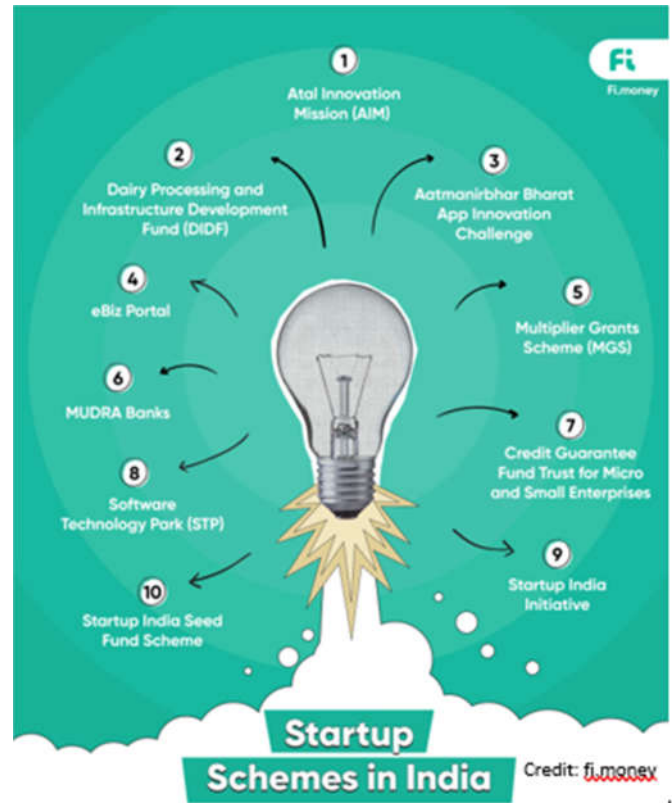 Fi
Fi.money
1
Atal Innovation
Mission (AIM)
2
Dairy Processing and
Infrastructure Development
Fund (DIDF)
3
Aatmanirbhar Bharat
App Innovation
Challenge
4
eBiz Portal
5
Multiplier Grants
Scheme (MGS)
6
MUDRA Banks
7
Credit Guarantee
Fund Trust for Micro
and Small Enterprises
8
Software
Technology Park (STP)
9
Startup India
Initiative
10
Startup India Seed
Fund Scheme
Startup
Schemes in India
Credit: fi.money